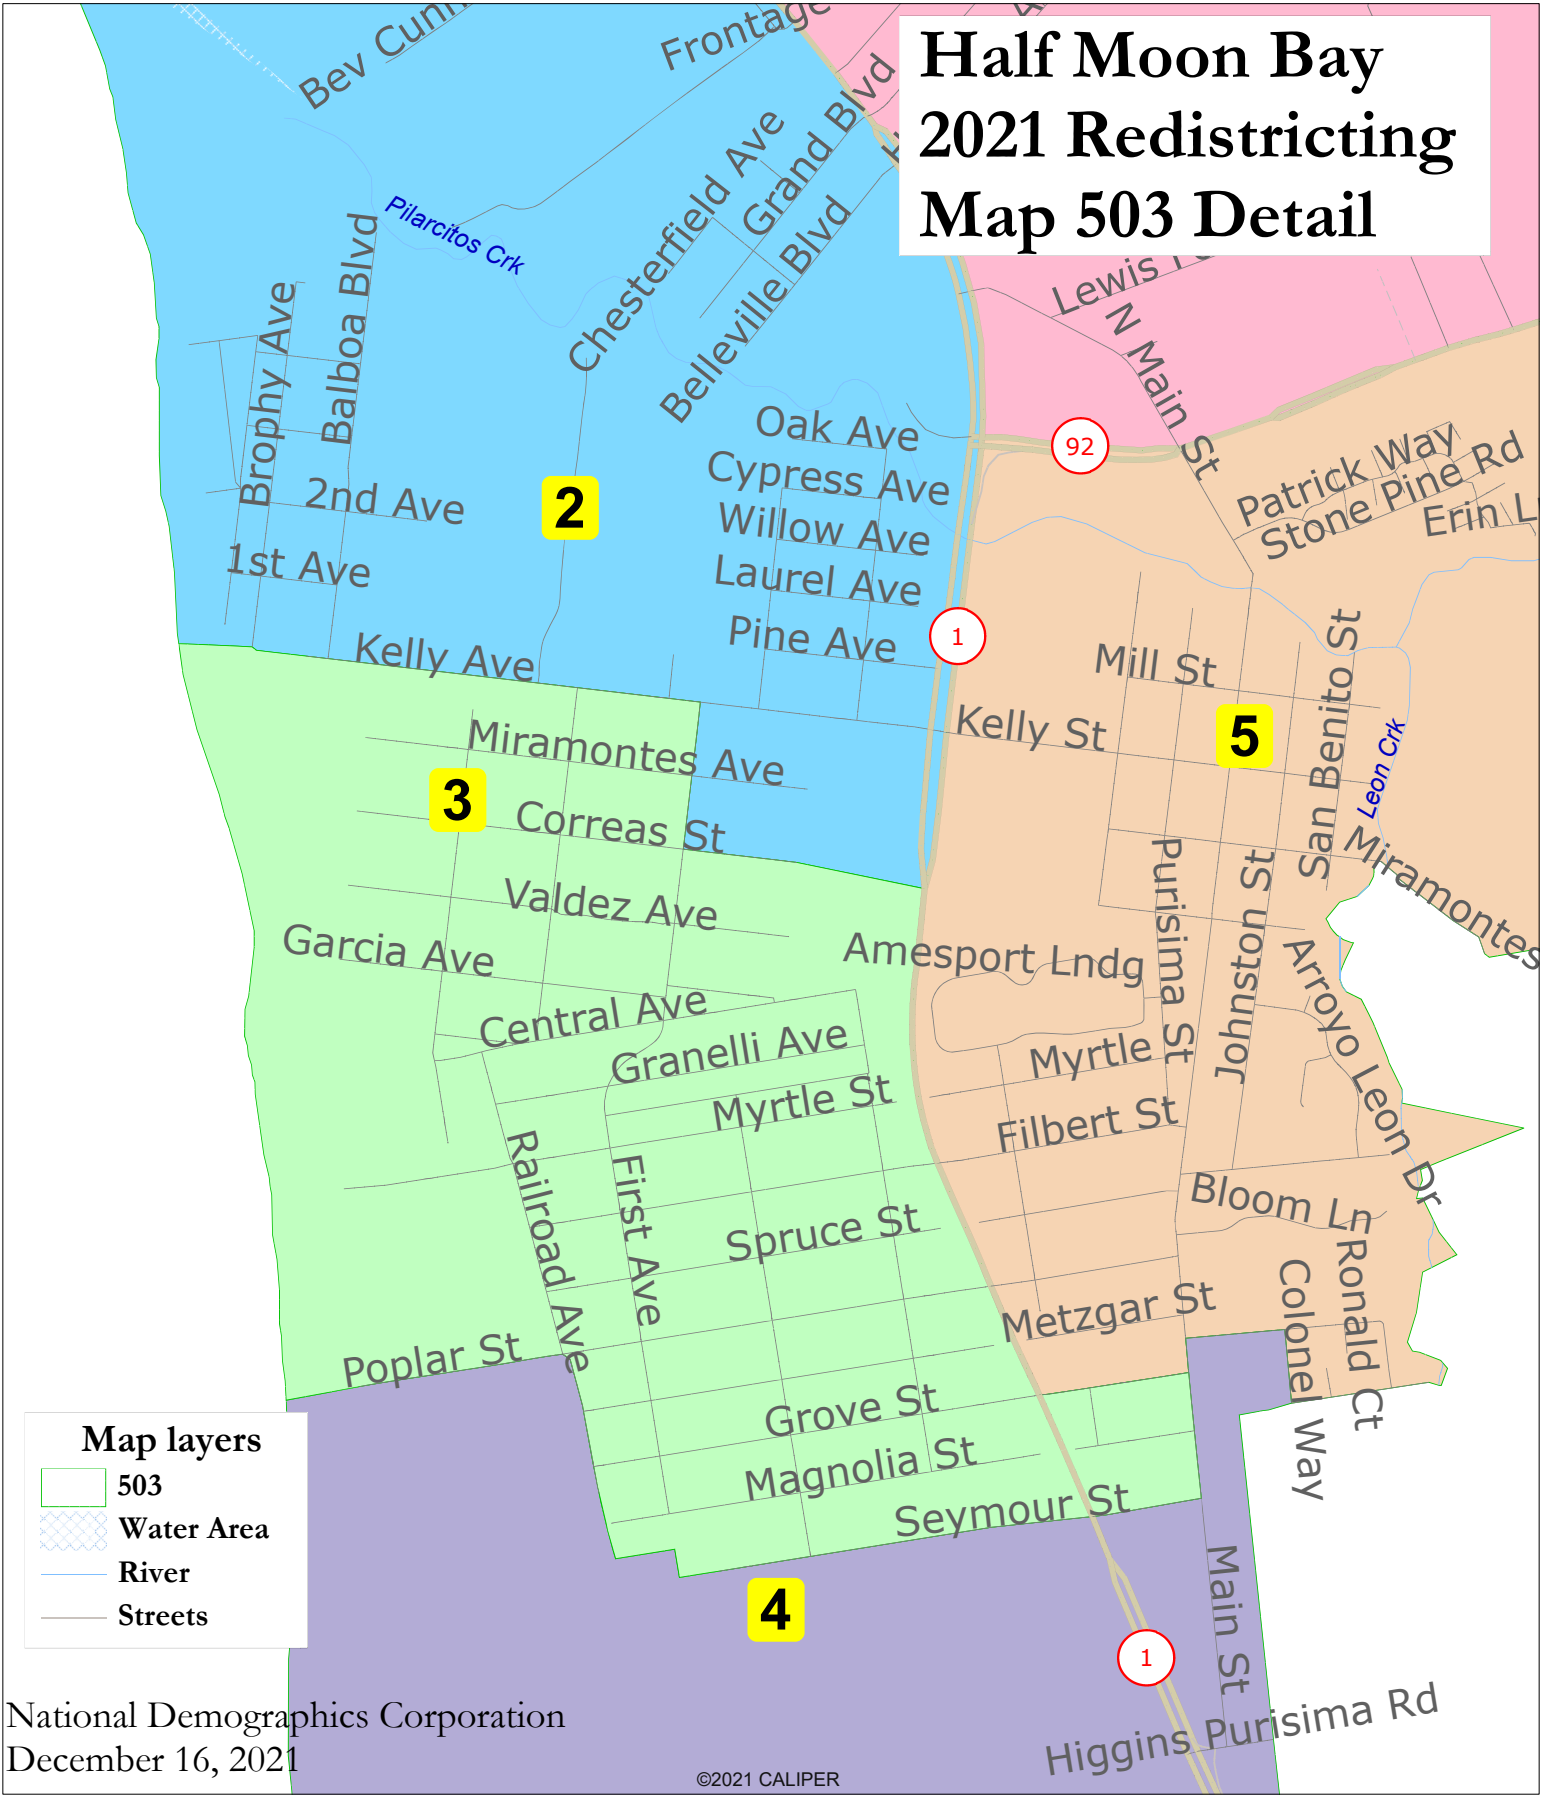 Half Moon Bay
2021 Redistricting
Map 503 Detail
Bev Cunn
Frontage
Grand Blvd
Chesterfield Ave
Belleville Blvd
Pilarcitos Crk
Balboa Blvd
Brophy Ave
Lewis
N Main St
Oak Ave
92
Cypress Ave
Patrick Way
Stone Pine Rd
Erin L
2nd Ave
2
Willow Ave
1st Ave
Laurel Ave
Pine Ave
1
Kelly Ave
Mill St
San Benito St
Kelly St
5
Leon Crk
Miramontes Ave
3
Correas St
Miramontes
Valdez Ave
Garcia Ave
Amesport Lndg
Purisima St
Johnston St
Arroyo Leon Dr
Central Ave
Granelli Ave
Myrtle
Myrtle St
Filbert St
Railroad Ave
First Ave
Bloom Ln
Spruce St
Ronald Ct
Colonel Way
Metzgar St
Poplar St
Grove St
Magnolia St
Seymour St
Map layers
503
Water Area
River
Streets
4
Main St
1
Higgins Purisima Rd
National Demographics Corporation
December 16, 2021
©2021 CALIPER